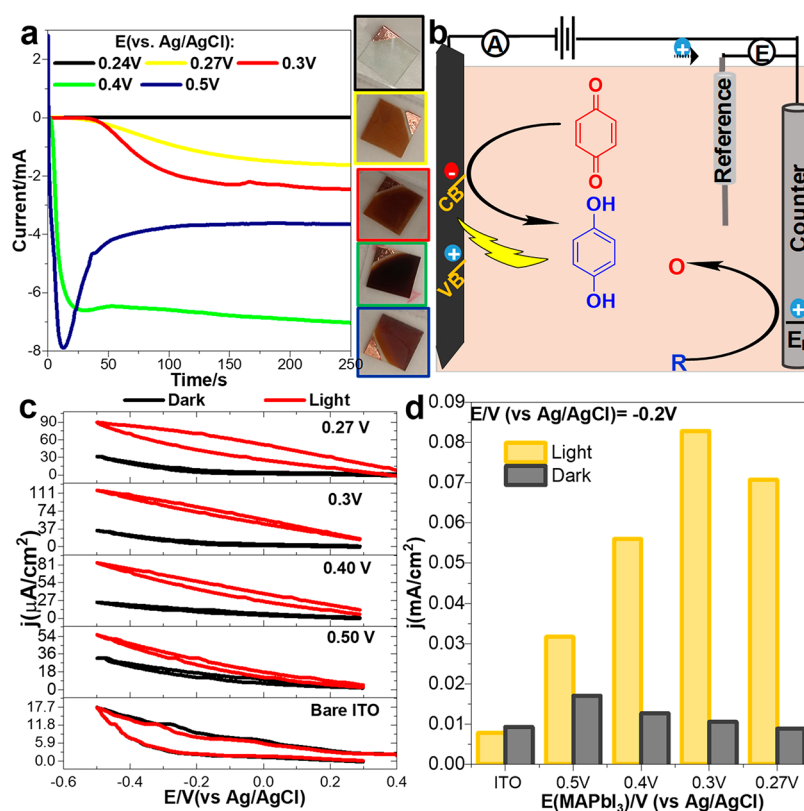 a
E(vs. Ag/AgCl):
0.24V 0.27V 0.3V
0.4V 0.5V
2
0
-2
-4
-6
-8
Current/mA
0 50 100 150 200 250
Time/s
b
A
+
E
Reference
Counter
O
O
-
CB
OH
OH
+
VB
O
R
+
E
c
Dark Light
90
60
30
0
0.27 V
111
74
37
0
0.3V
81
54
27
0
0.40 V
54
36
18
0
0.50 V
17.7
11.8
5.9
0.0
Bare ITO
j(μA/cm²)
-0.6 -0.4 -0.2 0.0 0.2 0.4
E/V(vs Ag/AgCl)
d
E/V (vs Ag/AgCl)= -0.2V
Light
Dark
0.09
0.08
0.07
0.06
0.05
0.04
0.03
0.02
0.01
0.00
j(mA/cm²)
ITO 0.5V 0.4V 0.3V 0.27V
E(MAPbI₃)/V (vs Ag/AgCl)